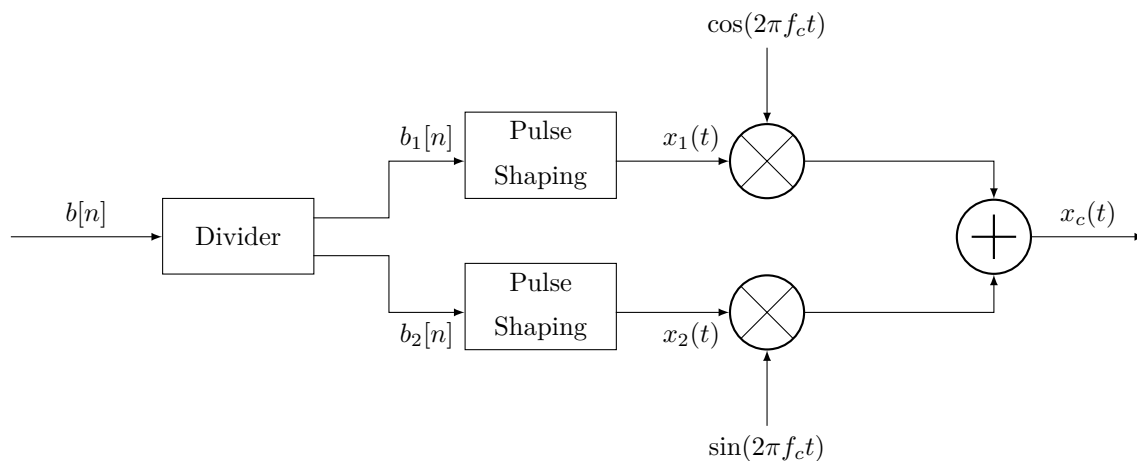 cos(2πf_c t)
b_1[n]
Pulse
Shaping
x_1(t)
b[n]
Divider
x_c(t)
b_2[n]
Pulse
Shaping
x_2(t)
sin(2πf_c t)